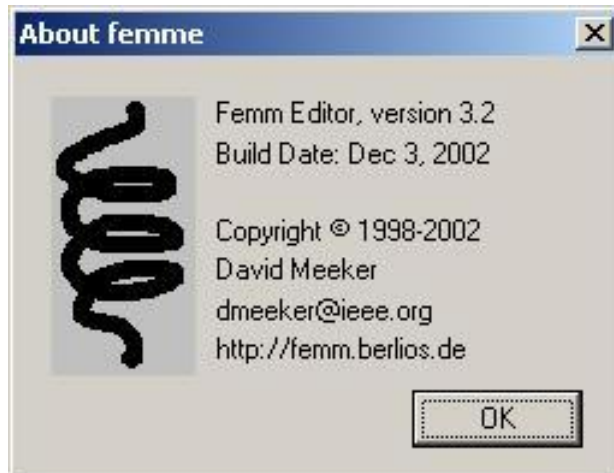 About femme
Femm Editor, version 3.2
Build Date: Dec 3, 2002
Copyright © 1998-2002
David Meeker
dmeeker@ieee.org
http://femm.berlios.de
OK